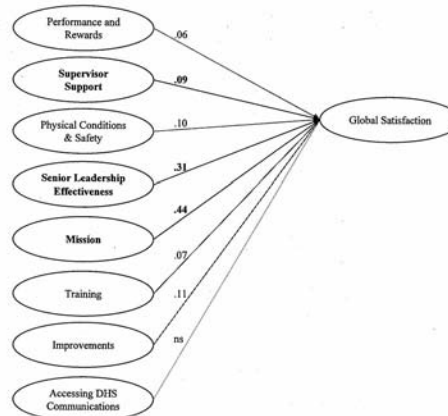 Performance and
Rewards
.06
Supervisor
Support
.09
Physical Conditions
& Safety
.10
Global Satisfaction
Senior Leadership
Effectiveness
.31
Mission
.44
Training
.07
Improvements
.11
Accessing DHS
Communications
ns